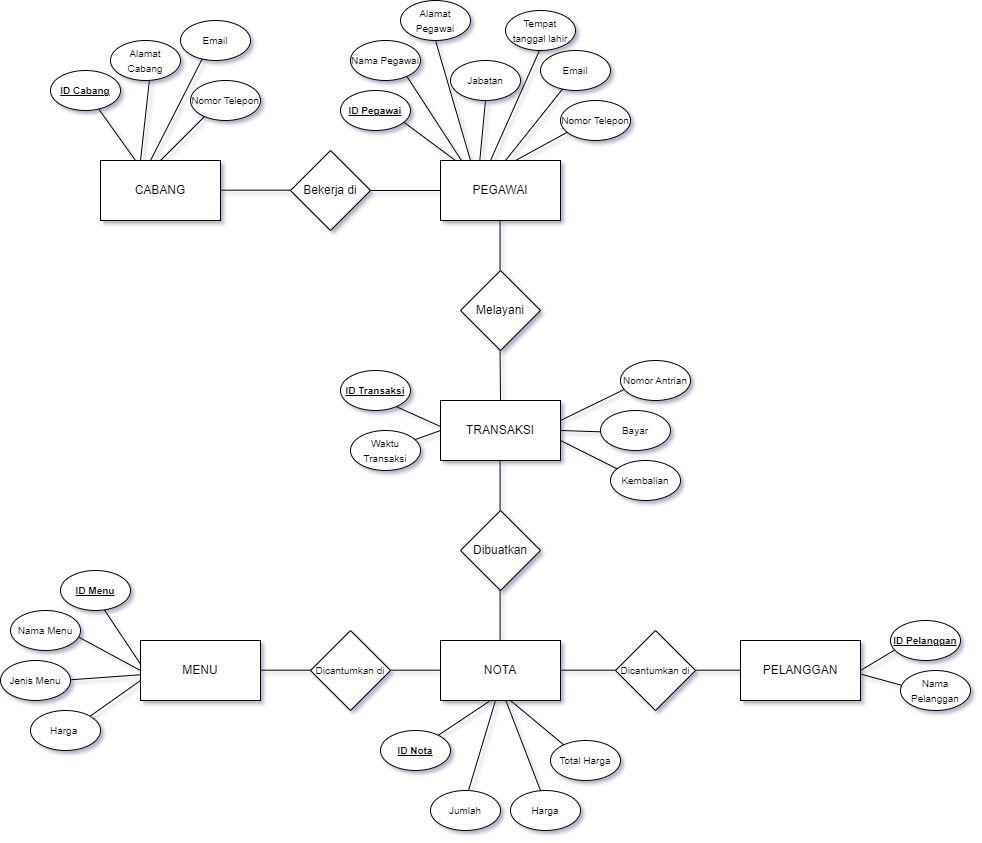 Alamat
Pegawai
Tempat
tanggal lahir
Email
Alamat
Cabang
Nama Pegawai
Jabatan
Email
ID Cabang
Nomor Telepon
ID Pegawai
Nomor Telepon
CABANG
Bekerja di
PEGAWAI
Melayani
ID Transaksi
Nomor Antrian
TRANSAKSI
Bayar
Waktu
Transaksi
Kembalian
Dibuatkan
ID Menu
Nama Menu
ID Pelanggan
MENU
Dicantumkan di
NOTA
Dicantumkan di
PELANGGAN
Jenis Menu
Nama
Pelanggan
Harga
ID Nota
Total Harga
Jumlah
Harga